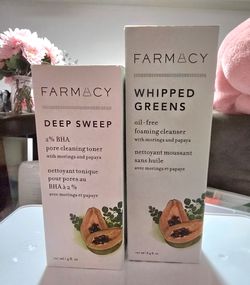 FARMACY
DEEP SWEEP
2% BHA
pore cleaning toner
with moringa and papaya
nettoyant tonique
pour pores au
BHA à 2 %
avec moringa et papaye
FARMACY
WHIPPED
GREENS
oil-free
foaming cleanser
with moringa and papaya
nettoyant moussant
sans huile
avec moringa et papaye